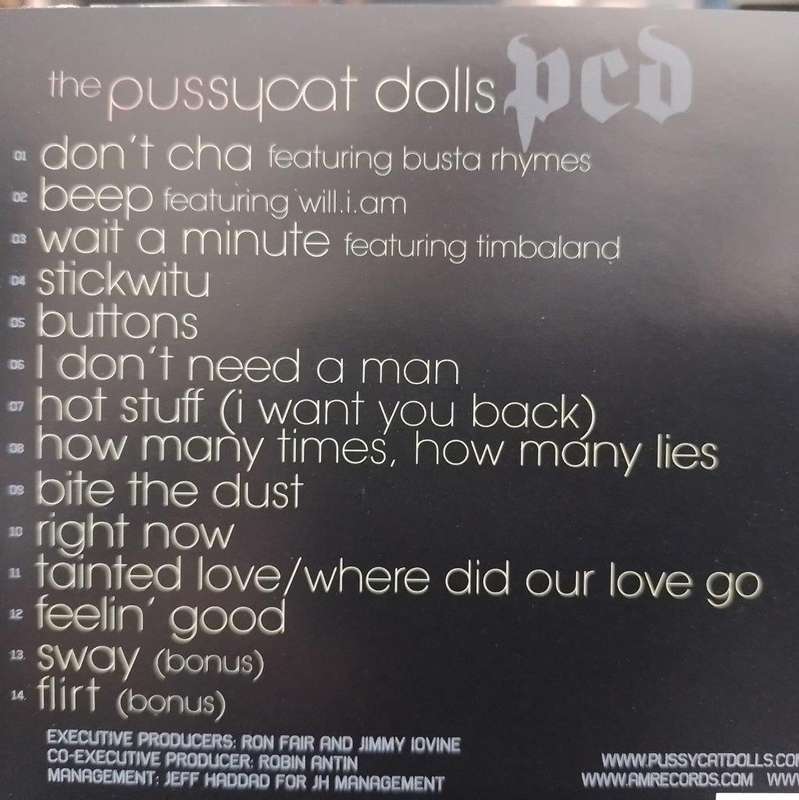 the pussycat dolls pcd
01 don't cha featuring busta rhymes
02 beep featuring will.i.am
03 wait a minute featuring timbaland
04 stickwitu
05 buttons
06 I don't need a man
07 hot stuff (i want you back)
08 how many times, how many lies
09 bite the dust
10 right now
11 tainted love/where did our love go
12 feelin' good
13. sway (bonus)
14. flirt (bonus)
EXECUTIVE PRODUCERS: RON FAIR AND JIMMY IOVINE
CO-EXECUTIVE PRODUCER: ROBIN ANTIN
MANAGEMENT: JEFF HADDAD FOR JH MANAGEMENT
WWW.PUSSYCATDOLLS.COM
WWW.AMRECORDS.COM WW